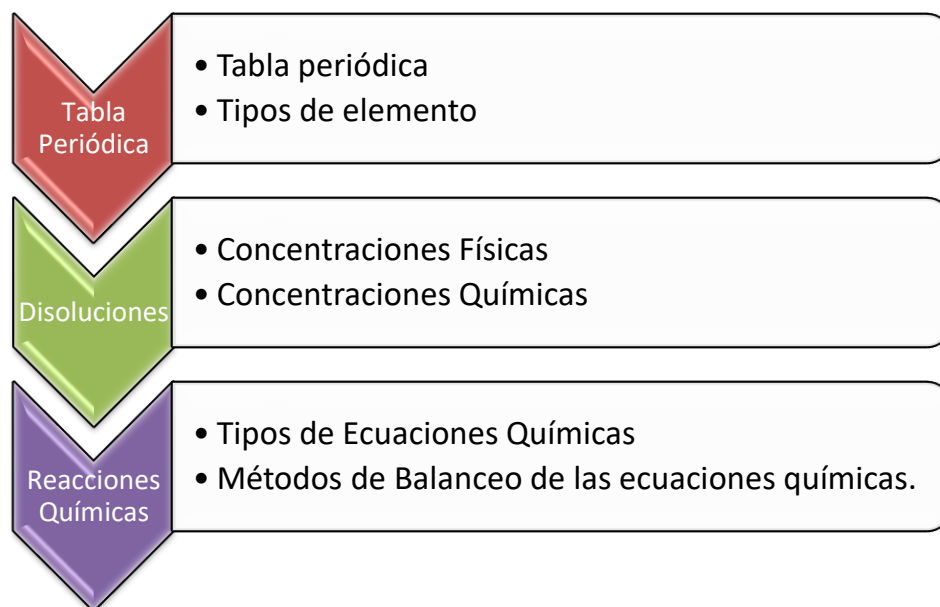 Tabla
Periódica
• Tabla periódica
• Tipos de elemento
Disoluciones
• Concentraciones Físicas
• Concentraciones Químicas
Reacciones
Químicas
• Tipos de Ecuaciones Químicas
• Métodos de Balanceo de las ecuaciones químicas.